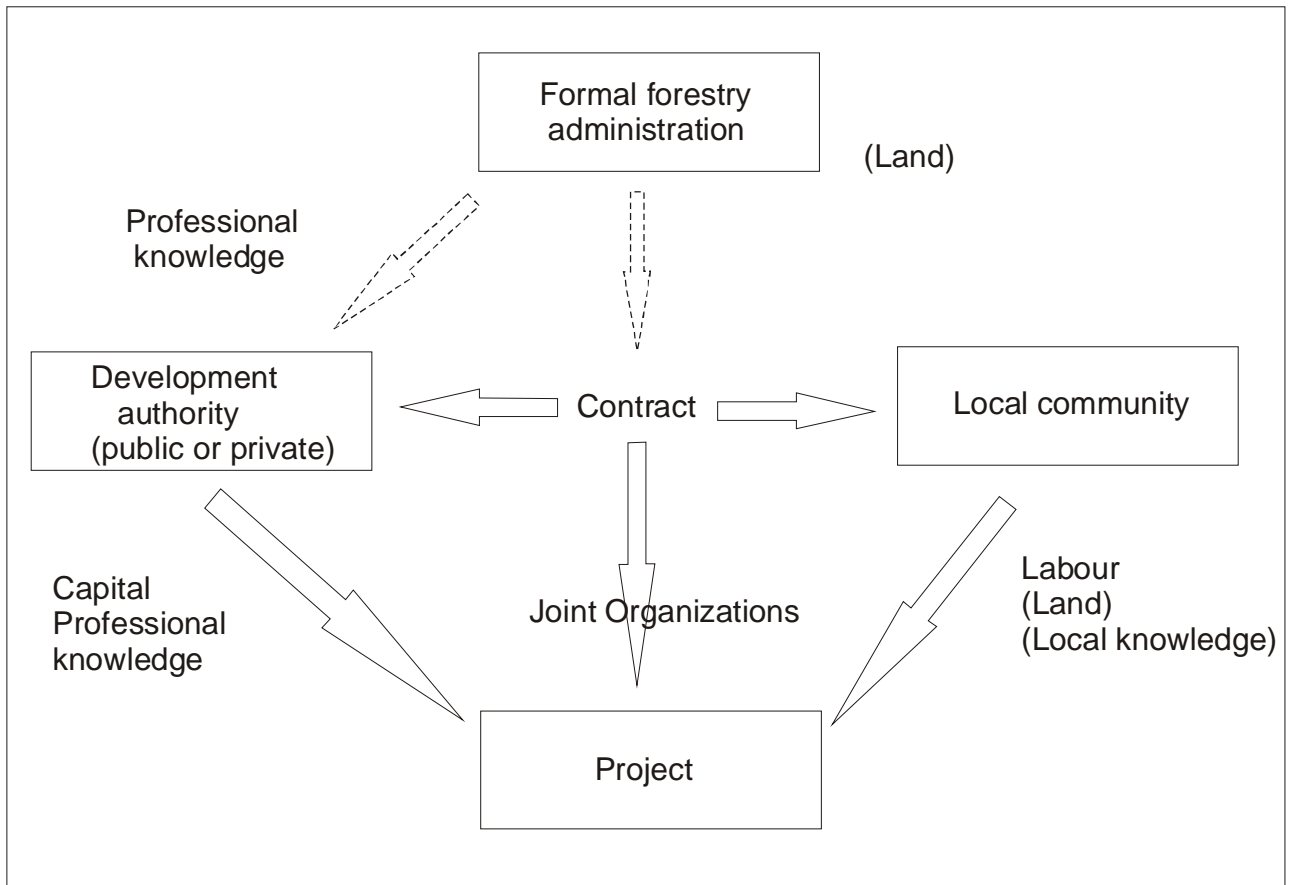 Formal forestry
administration
(Land)
Professional
knowledge
Development
authority
(public or private)
Contract
Local community
Capital
Professional
knowledge
Joint Organizations
Labour
(Land)
(Local knowledge)
Project